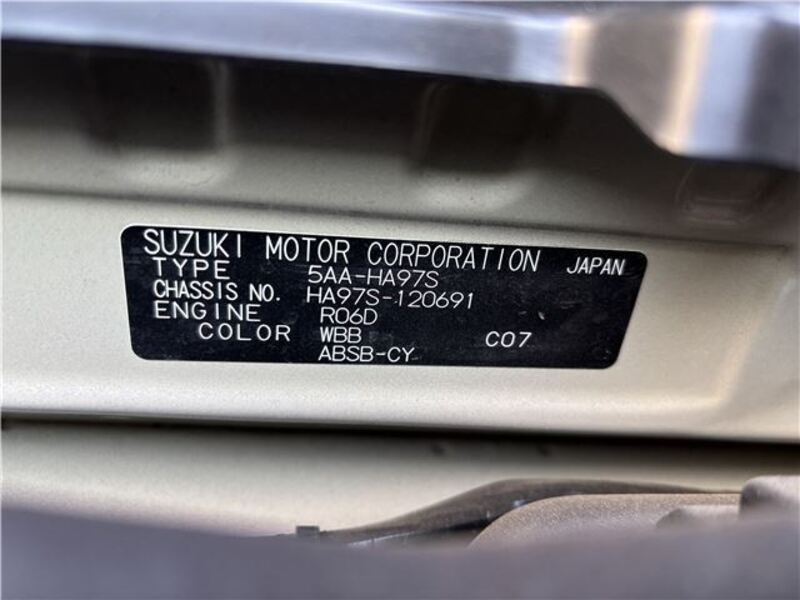 SUZUKI MOTOR CORPORATION JAPAN
TYPE 5AA-HA97S
CHASSIS NO. HA97S-120691
ENGINE R06D
COLOR WBB C07
ABSB-CY